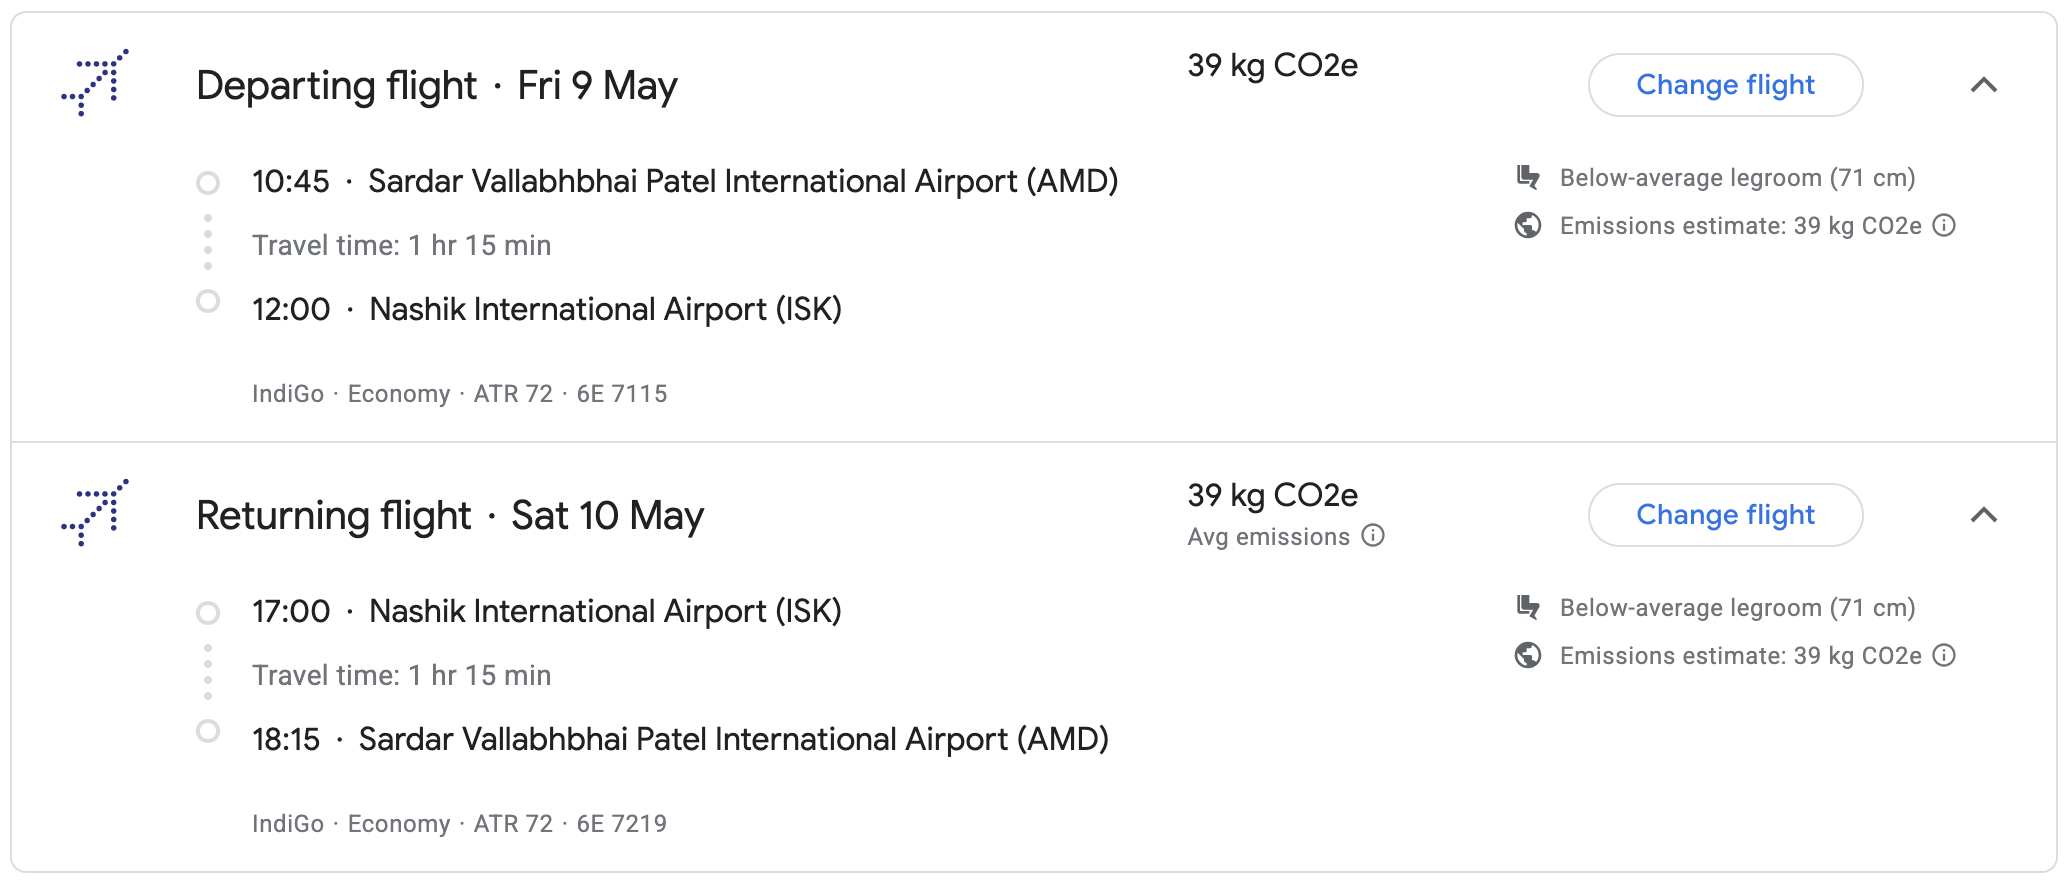 Departing flight · Fri 9 May
39 kg CO2e
Change flight
10:45 · Sardar Vallabhbhai Patel International Airport (AMD)
Travel time: 1 hr 15 min
12:00 · Nashik International Airport (ISK)
IndiGo · Economy · ATR 72 · 6E 7115
Below-average legroom (71 cm)
Emissions estimate: 39 kg CO2e
Returning flight · Sat 10 May
39 kg CO2e
Avg emissions
Change flight
17:00 · Nashik International Airport (ISK)
Travel time: 1 hr 15 min
18:15 · Sardar Vallabhbhai Patel International Airport (AMD)
IndiGo · Economy · ATR 72 · 6E 7219
Below-average legroom (71 cm)
Emissions estimate: 39 kg CO2e